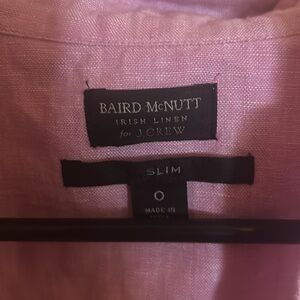 BAIRD McNUTT
IRISH LINEN
for J.CREW
SLIM
O
MADE IN